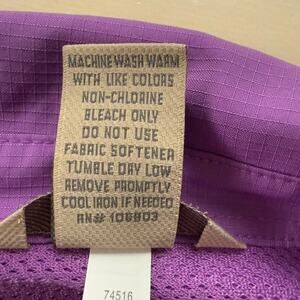 MACHINE WASH WARM
WITH LIKE COLORS
NON-CHLORINE
BLEACH ONLY
DO NOT USE
FABRIC SOFTENER
TUMBLE DRY LOW
REMOVE PROMPTLY
COOL IRON IF NEEDED
RN# 106803
74516